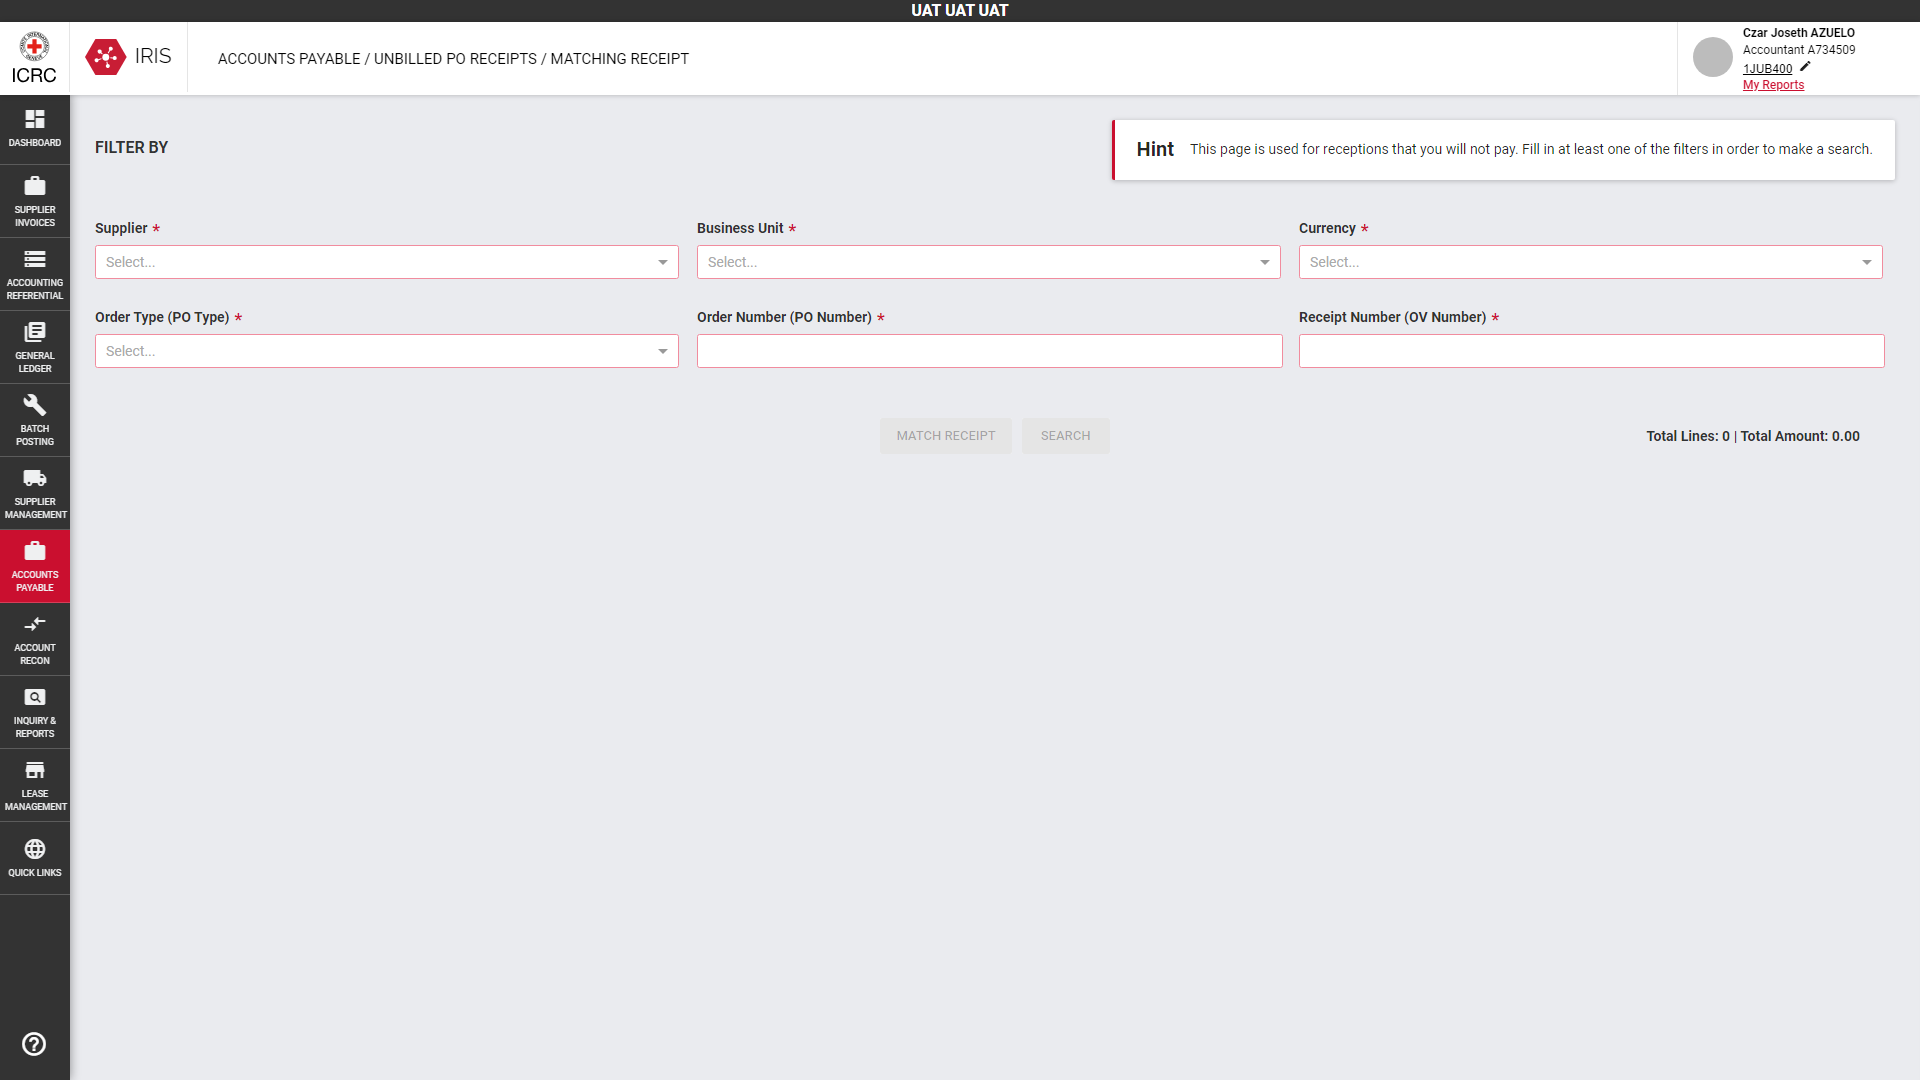 UAT UAT UAT
ICRC
IRIS
ACCOUNTS PAYABLE / UNBILLED PO RECEIPTS / MATCHING RECEIPT
Czar Joseth AZUELO
Accountant A734509
1JUB400
My Reports
DASHBOARD
SUPPLIER
INVOICES
ACCOUNTING
REFERENTIAL
GENERAL
LEDGER
BATCH
POSTING
SUPPLIER
MANAGEMENT
ACCOUNTS
PAYABLE
ACCOUNT
RECON
INQUIRY &
REPORTS
LEASE
MANAGEMENT
QUICK LINKS
FILTER BY
Hint This page is used for receptions that you will not pay. Fill in at least one of the filters in order to make a search.
Supplier * Business Unit * Currency *
Select... Select... Select...
Order Type (PO Type) * Order Number (PO Number) * Receipt Number (OV Number) *
Select...
MATCH RECEIPT SEARCH Total Lines: 0 | Total Amount: 0.00